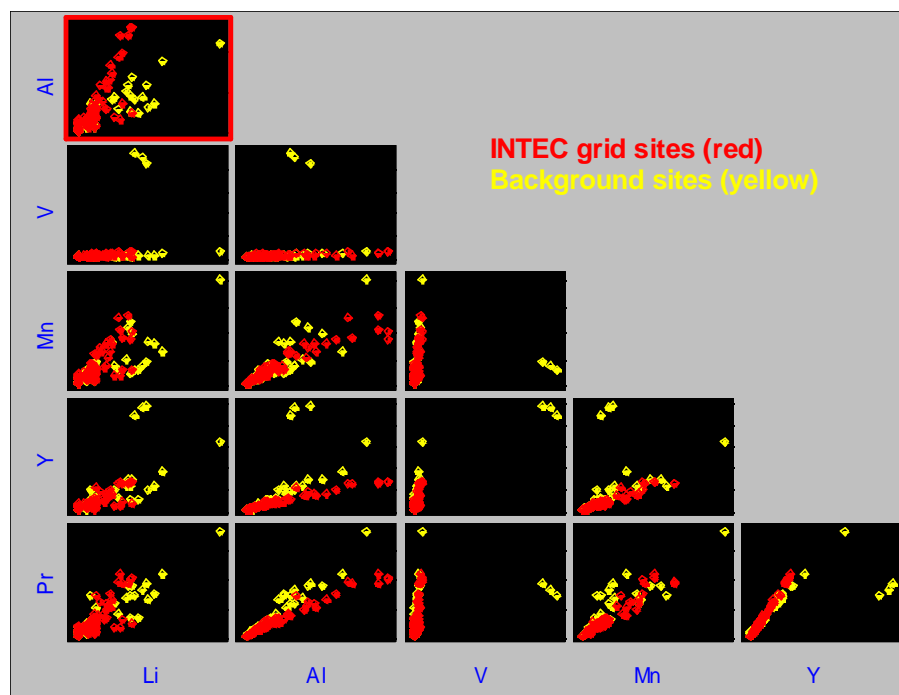 Al
INTEC grid sites (red)
Background sites (yellow)
V
Mn
Y
Pr
Li Al V Mn Y